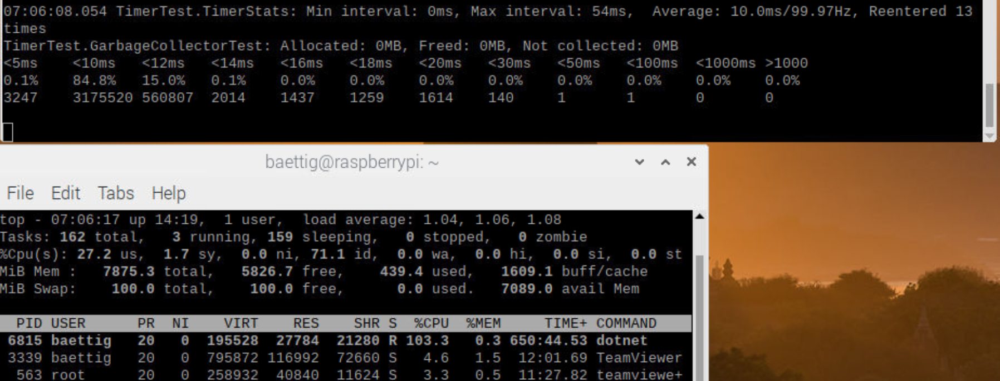 07:06:08.054 TimerTest.TimerStats: Min interval: 0ms, Max interval: 54ms,  Average: 10.0ms/99.97Hz, Reentered 13
times
TimerTest.GarbageCollectorTest: Allocated: 0MB, Freed: 0MB, Not collected: 0MB
<5ms    <10ms   <12ms   <14ms   <16ms   <18ms   <20ms   <30ms   <50ms   <100ms  <1000ms >1000
0.1%    84.8%   15.0%   0.1%    0.0%    0.0%    0.0%    0.0%    0.0%    0.0%    0.0%    0.0%
3247    3175520 560807  2014    1437    1259    1614    140     1       1       0       0
baettig@raspberrypi: ~
File Edit Tabs Help
top - 07:06:17 up 14:19,  1 user,  load average: 1.04, 1.06, 1.08
Tasks: 162 total,   3 running, 159 sleeping,   0 stopped,   0 zombie
%Cpu(s): 27.2 us,  1.7 sy,  0.0 ni, 71.1 id,  0.0 wa,  0.0 hi,  0.0 si,  0.0 st
MiB Mem :   7875.3 total,   5826.7 free,    439.4 used,   1609.1 buff/cache
MiB Swap:    100.0 total,    100.0 free,      0.0 used.   7089.0 avail Mem
  PID USER      PR  NI    VIRT    RES    SHR S  %CPU  %MEM     TIME+ COMMAND
 6815 baettig   20   0  195528  27784  21280 R 103.3   0.3 650:44.53 dotnet
 3339 baettig   20   0  795872 116992  72660 S   4.6   1.5  12:01.69 TeamViewer
  563 root      20   0  258932  40840  11624 S   3.3   0.5  11:27.82 teamviewe+